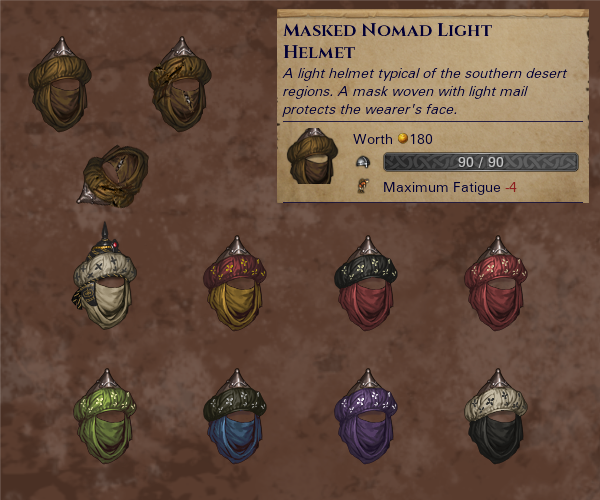 Masked Nomad Light
Helmet
A light helmet typical of the southern desert
regions. A mask woven with light mail
protects the wearer's face.
Worth 180
90 / 90
Maximum Fatigue -4